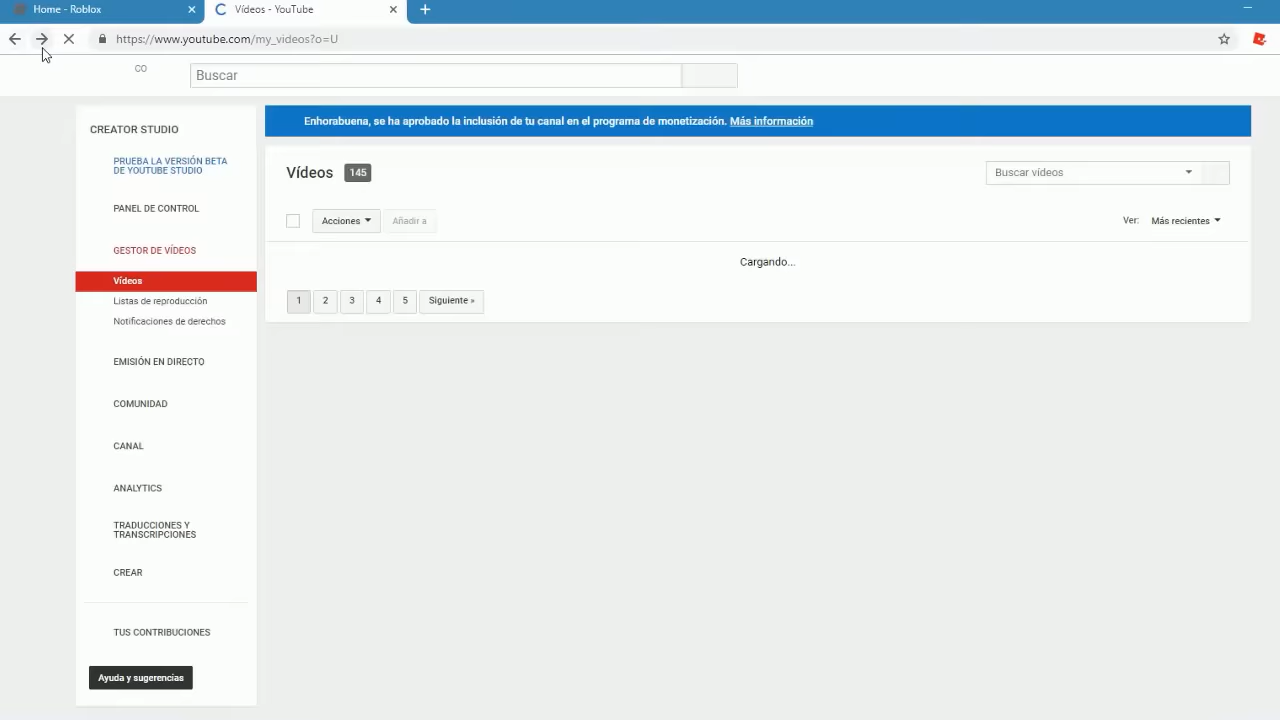 Home - Roblox
Vídeos - YouTube
https://www.youtube.com/my_videos?o=U
CO
Buscar
CREATOR STUDIO
PRUEBA LA VERSIÓN BETA
DE YOUTUBE STUDIO
PANEL DE CONTROL
GESTOR DE VÍDEOS
Vídeos
Listas de reproducción
Notificaciones de derechos
EMISIÓN EN DIRECTO
COMUNIDAD
CANAL
ANALYTICS
TRADUCCIONES Y
TRANSCRIPCIONES
CREAR
TUS CONTRIBUCIONES
Ayuda y sugerencias
Enhorabuena, se ha aprobado la inclusión de tu canal en el programa de monetización. Más información
Vídeos 145
Buscar vídeos
Acciones Añadir a
Ver: Más recientes
Cargando...
1 2 3 4 5 Siguiente »